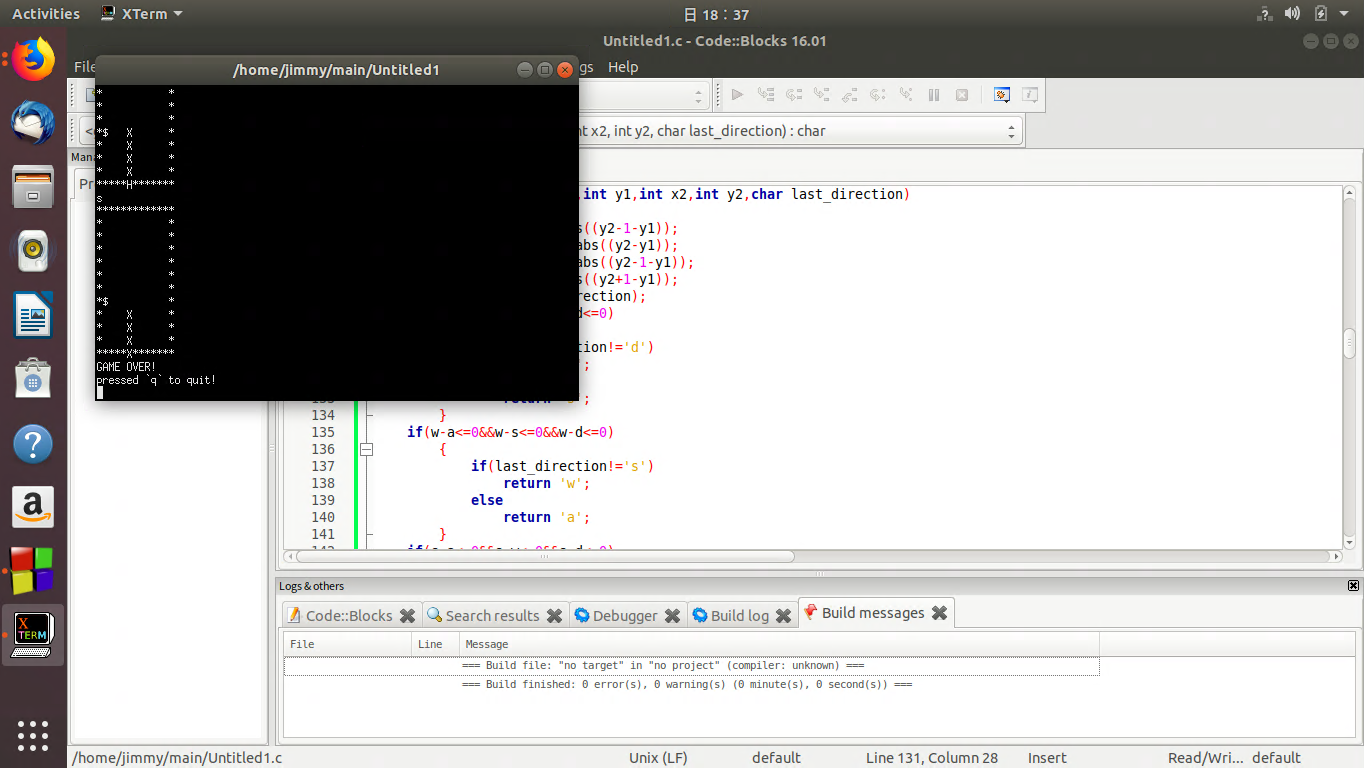 Activities XTerm 日 18：37
Untitled1.c - Code::Blocks 16.01
File gs Help
/home/jimmy/main/Untitled1
* *
* *
* *
*$ X *
* X *
* X *
* X *
*****H*******
s
*************
* *
* *
* *
* *
* *
* *
*$ *
* X *
* X *
* X *
*****X*******
GAME OVER!
pressed `q` to quit!
nt x2, int y2, char last_direction) : char
Mana
Pr
int y1,int x2,int y2,char last_direction)
s((y2-1-y1));
abs((y2-y1));
abs((y2-1-y1));
s((y2+1-y1));
rection);
d<=0)
ion!='d')
;
;
134 }
135 if(w-a<=0&&w-s<=0&&w-d<=0)
136 {
137 if(last_direction!='s')
138 return 'w';
139 else
140 return 'a';
141 }
Logs & others
Code::Blocks Search results Debugger Build log Build messages
File Line Message
=== Build file: "no target" in "no project" (compiler: unknown) ===
=== Build finished: 0 error(s), 0 warning(s) (0 minute(s), 0 second(s)) ===
/home/jimmy/main/Untitled1.c Unix (LF) default Line 131, Column 28 Insert Read/Wri... default
X TERM